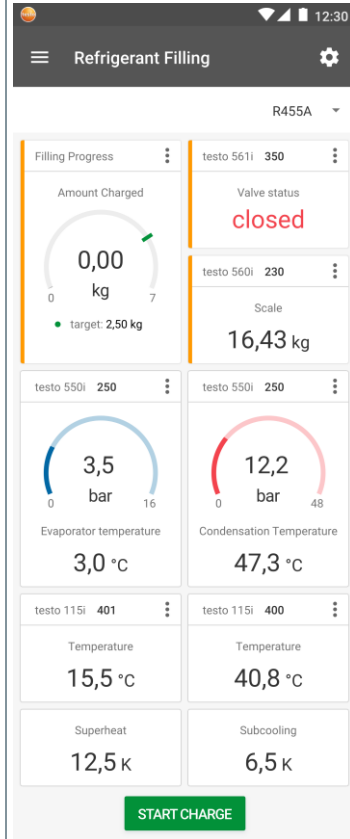 12:30
Refrigerant Filling
R455A
Filling Progress
Amount Charged
0,00
kg
0 7
target: 2,50 kg
testo 561i 350
Valve status
closed
testo 560i 230
Scale
16,43 kg
testo 550i 250
3,5
bar
0 16
Evaporator temperature
3,0 °C
testo 550i 250
12,2
bar
0 48
Condensation Temperature
47,3 °C
testo 115i 401
Temperature
15,5 °C
testo 115i 400
Temperature
40,8 °C
Superheat
12,5 K
Subcooling
6,5 K
START CHARGE